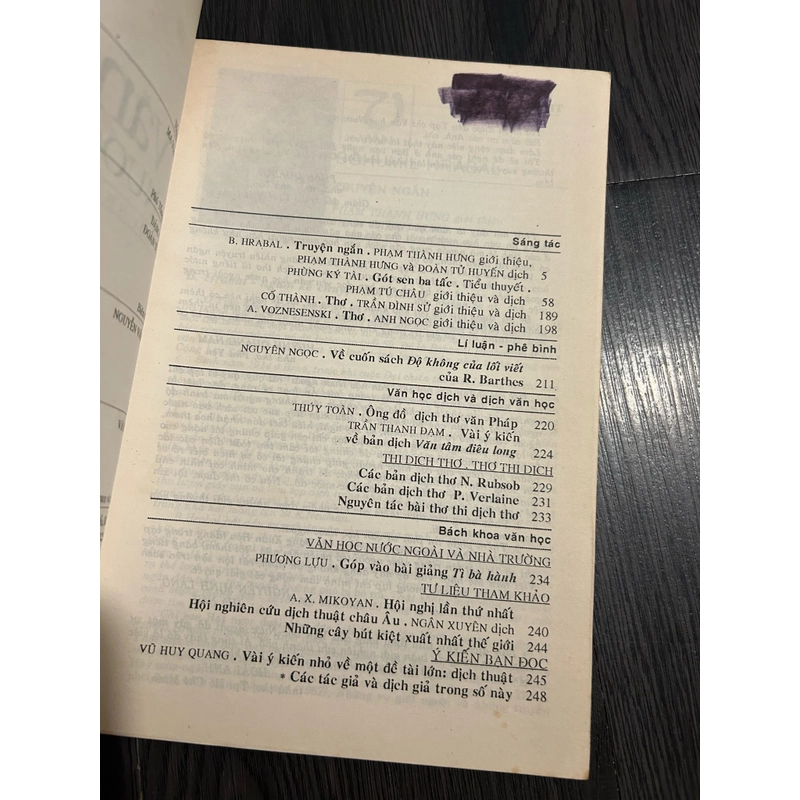 Sáng tác
B. HRABAL . Truyện ngắn . PHẠM THÀNH HƯNG giới thiệu,
PHẠM THÀNH HƯNG và ĐOÀN TỬ HUYẾN dịch 5
PHÙNG KÝ TÀI . Gót sen ba tấc . Tiểu thuyết .
PHẠM TÚ CHÂU giới thiệu và dịch 58
CỐ THÀNH . Thơ . TRẦN ĐÌNH SỬ giới thiệu và dịch 189
A. VOZNESENSKI . Thơ . ANH NGỌC giới thiệu và dịch 198
Lí luận - phê bình
NGUYÊN NGỌC . Về cuốn sách Độ không của lối viết
của R. Barthes 211
Văn học dịch và dịch văn học
THÚY TOÀN . Ông đồ dịch thơ văn Pháp 220
TRẦN THANH ĐẠM . Vài ý kiến
về bản dịch Văn tâm điêu long 224
THI DỊCH THƠ . THƠ THI DỊCH
Các bản dịch thơ N. Rubsob 229
Các bản dịch thơ P. Verlaine 231
Nguyên tác bài thơ thi dịch thơ 233
Bách khoa văn học
VĂN HỌC NƯỚC NGOÀI VÀ NHÀ TRƯỜNG
PHƯƠNG LỰU . Góp vào bài giảng Tì bà hành 234
TƯ LIỆU THAM KHẢO
A. X. MIKOYAN . Hội nghị lần thứ nhất
Hội nghiên cứu dịch thuật châu Âu . NGÂN XUYÊN dịch 240
Những cây bút kiệt xuất nhất thế giới 244
Ý KIẾN BẠN ĐỌC
VŨ HUY QUANG . Vài ý kiến nhỏ về một đề tài lớn: dịch thuật 245
* Các tác giả và dịch giả trong số này 248